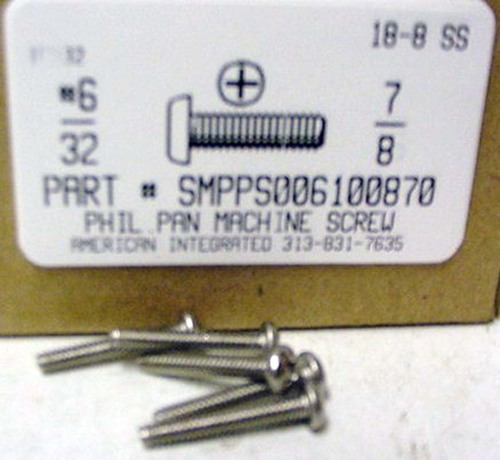 18-8 SS
#6
32
7
8
PART # SMPPS006100870
PHIL.PAN MACHINE SCREW
AMERICAN INTEGRATED 313-831-7635